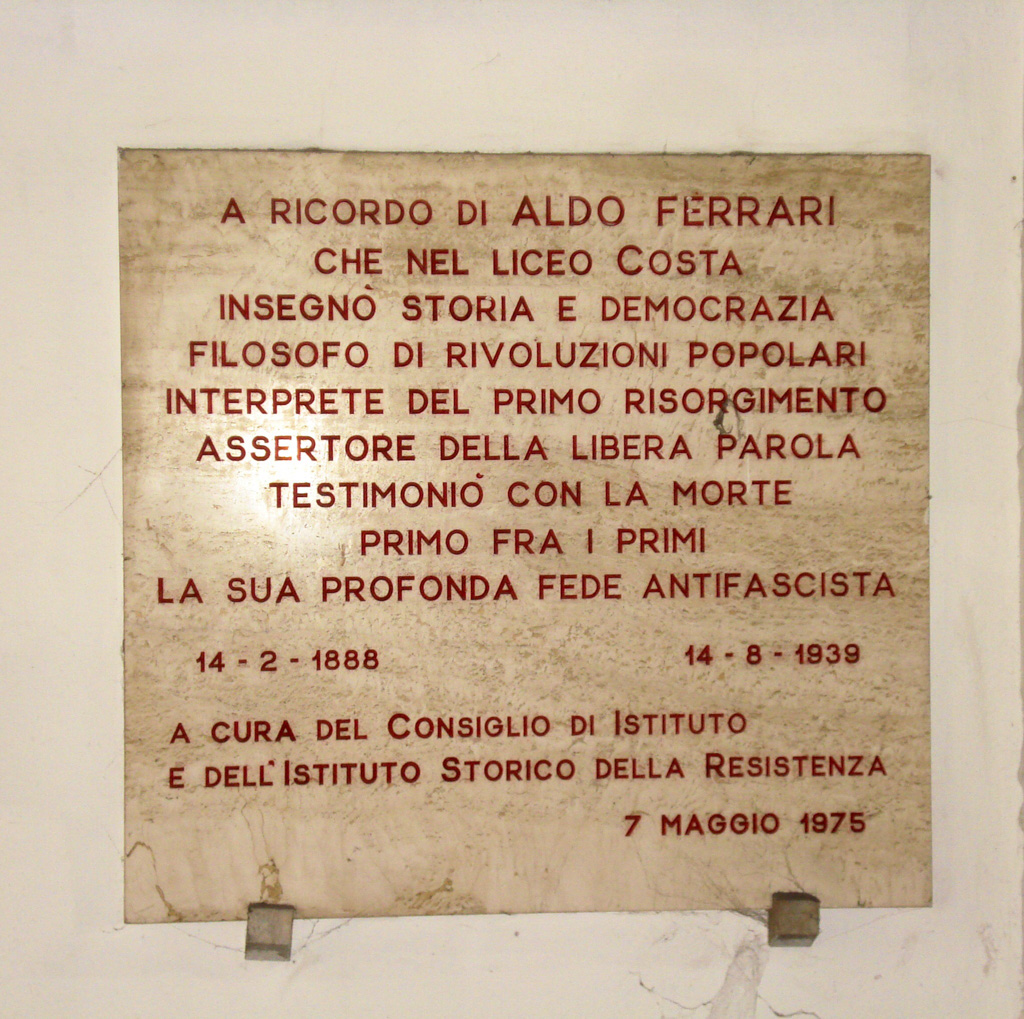 A RICORDO DI ALDO FERRARI
CHE NEL LICEO COSTA
INSEGNÒ STORIA E DEMOCRAZIA
FILOSOFO DI RIVOLUZIONI POPOLARI
INTERPRETE DEL PRIMO RISORGIMENTO
ASSERTORE DELLA LIBERA PAROLA
TESTIMONIÒ CON LA MORTE
PRIMO FRA I PRIMI
LA SUA PROFONDA FEDE ANTIFASCISTA
14 - 2 - 1888 14 - 8 - 1939
A CURA DEL CONSIGLIO DI ISTITUTO
E DELL'ISTITUTO STORICO DELLA RESISTENZA
7 MAGGIO 1975